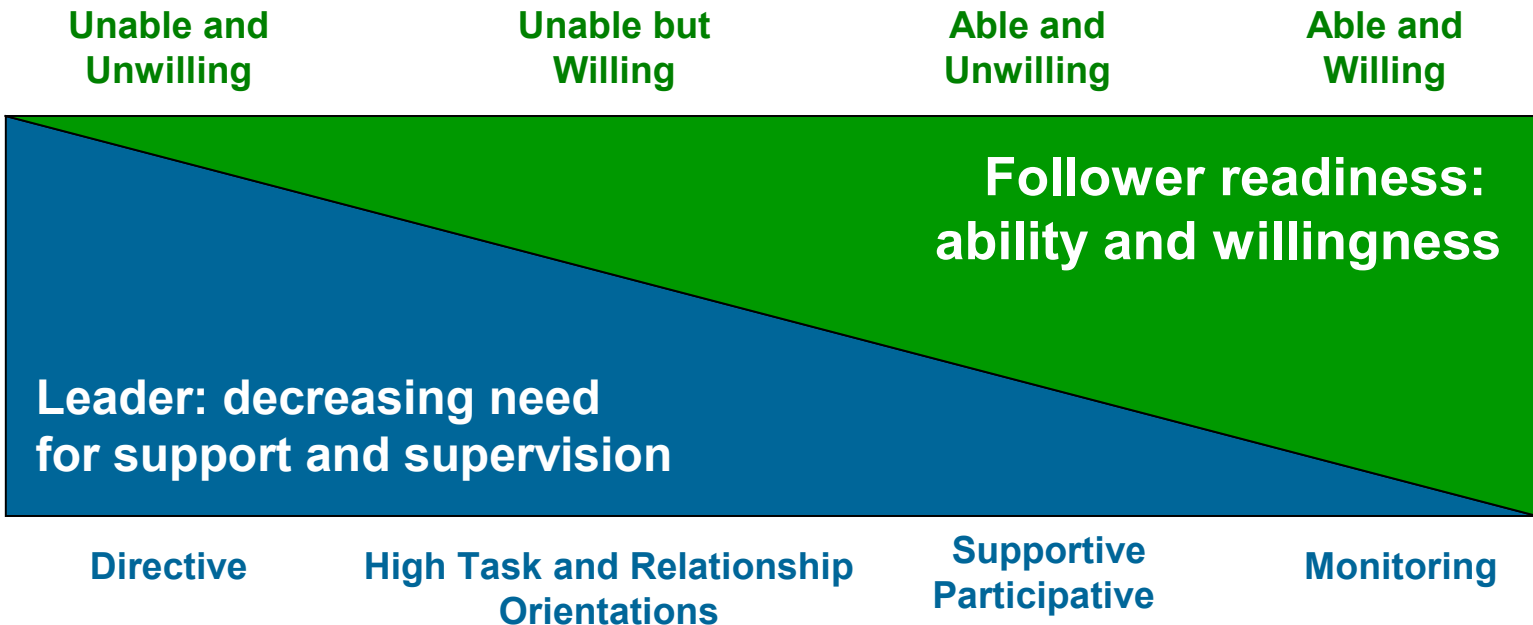 Unable and
Unwilling
Unable but
Willing
Able and
Unwilling
Able and
Willing
Follower readiness:
ability and willingness
Leader: decreasing need
for support and supervision
Directive
High Task and Relationship
Orientations
Supportive
Participative
Monitoring